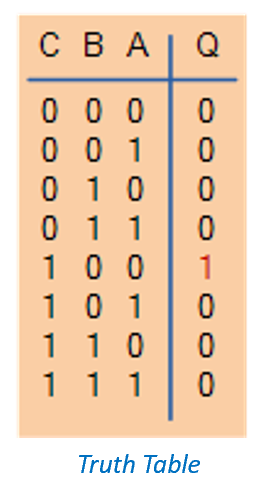 C B A Q
0 0 0 0
0 0 1 0
0 1 0 0
0 1 1 0
1 0 0 1
1 0 1 0
1 1 0 0
1 1 1 0
Truth Table